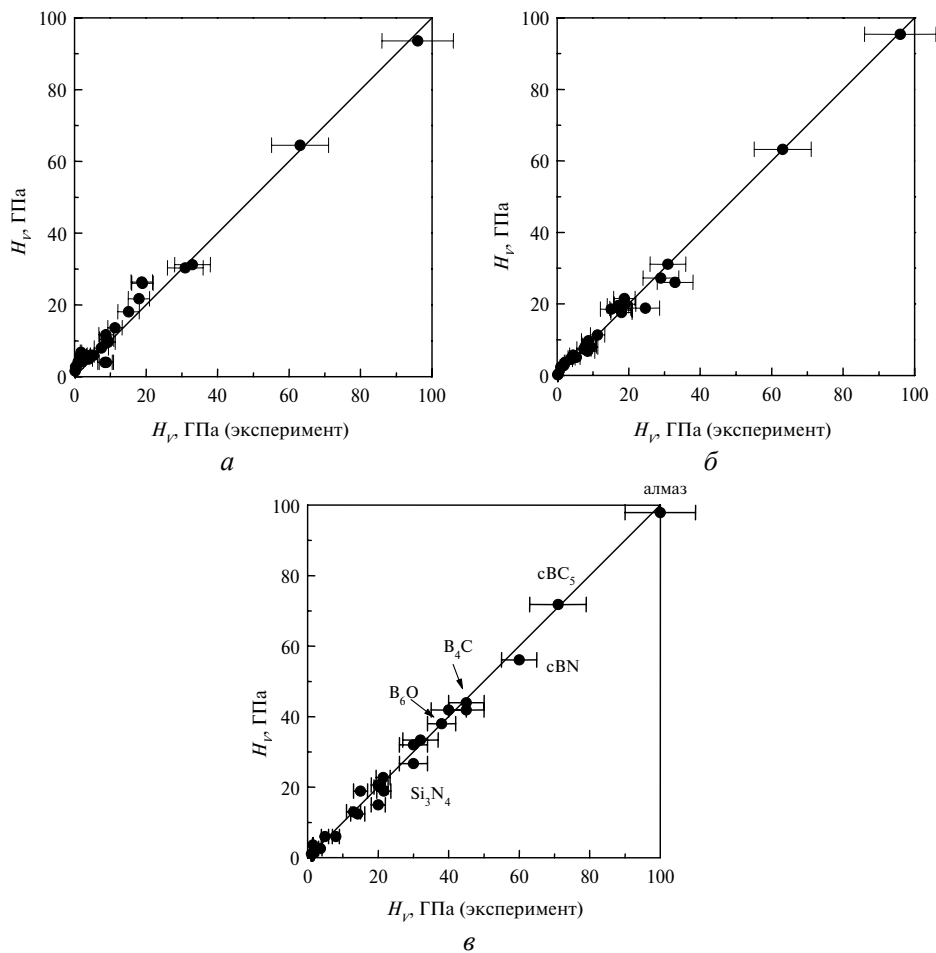 100
80
60
40
20
0
H_V, ГПа
0 20 40 60 80 100
H_V, ГПа (эксперимент)
а
100
80
60
40
20
0
H_V, ГПа
0 20 40 60 80 100
H_V, ГПа (эксперимент)
б
алмаз
100
80
60
40
20
0
H_V, ГПа
cBC₅
cBN
B₄C
B₆O
Si₃N₄
0 20 40 60 80 100
H_V, ГПа (эксперимент)
в